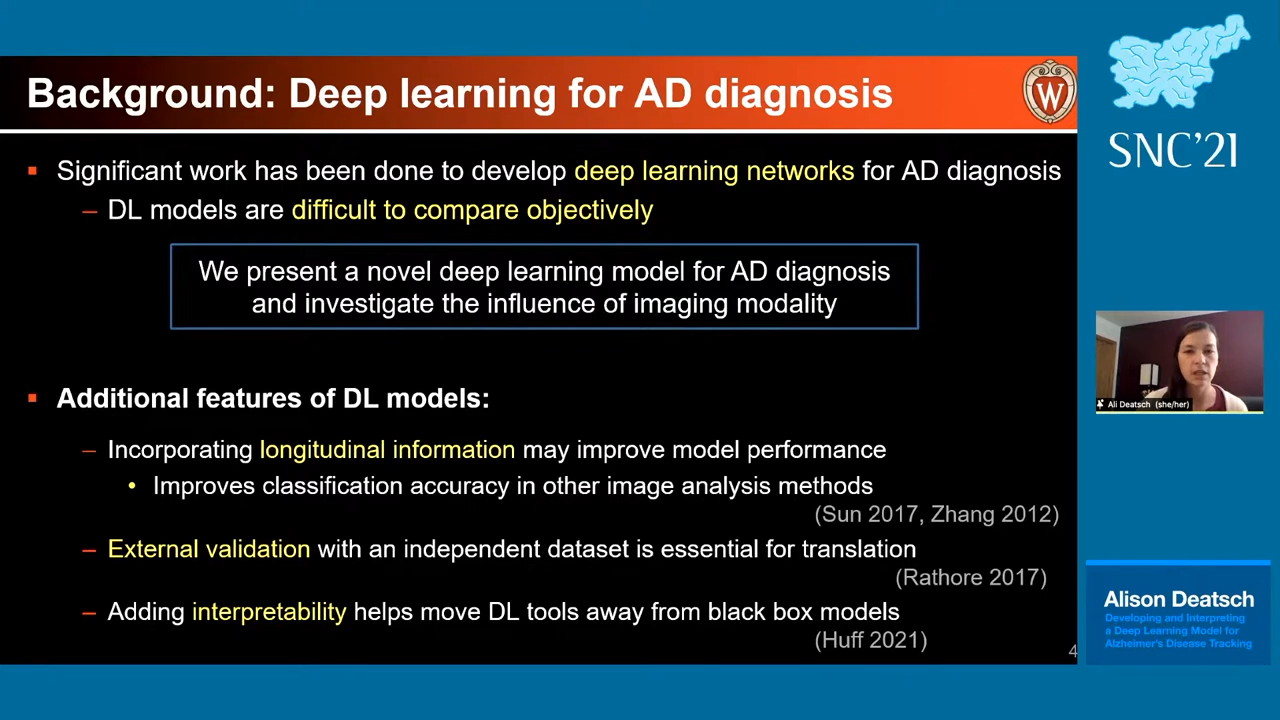 Background: Deep learning for AD diagnosis
W
SNC'21
▪ Significant work has been done to develop deep learning networks for AD diagnosis
– DL models are difficult to compare objectively
We present a novel deep learning model for AD diagnosis
and investigate the influence of imaging modality
▪ Additional features of DL models:
– Incorporating longitudinal information may improve model performance
• Improves classification accuracy in other image analysis methods
(Sun 2017, Zhang 2012)
– External validation with an independent dataset is essential for translation
(Rathore 2017)
– Adding interpretability helps move DL tools away from black box models
(Huff 2021)
4
Ali Deatsch (she/her)
Alison Deatsch
Developing and Interpreting
a Deep Learning Model for
Alzheimer's Disease Tracking